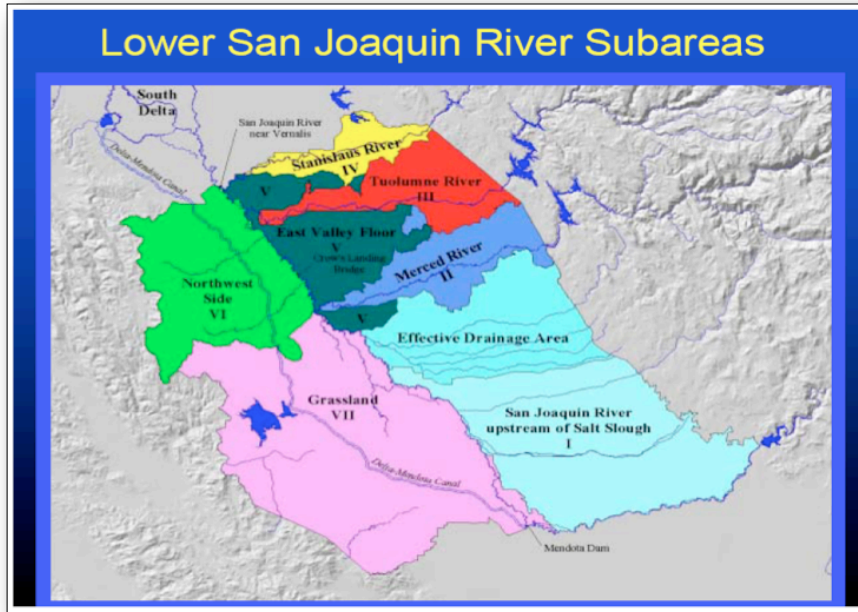 Lower San Joaquin River Subareas
South
Delta
San Joaquin River
near Vernalis
Delta-Mendota Canal
Stanislaus River
IV
V
Tuolumne River
III
East Valley Floor
V
Crows Landing
Bridge
Merced River
II
Northwest
Side
VI
V
Effective Drainage Area
Grassland
VII
San Joaquin River
upstream of Salt Slough
I
Delta-Mendota Canal
Mendota Dam